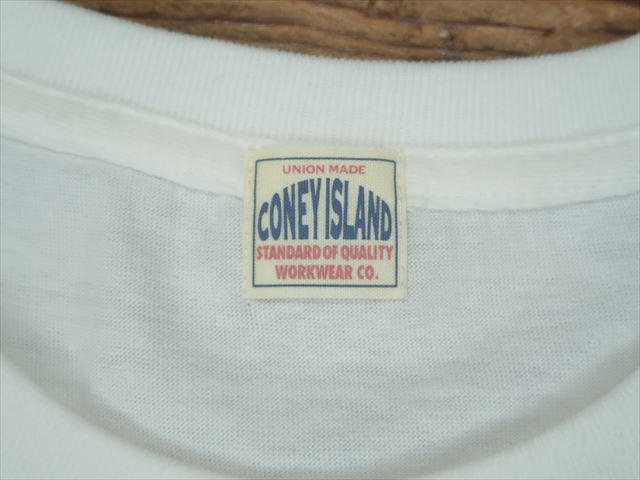 UNION MADE
CONEY ISLAND
STANDARD OF QUALITY
WORKWEAR CO.